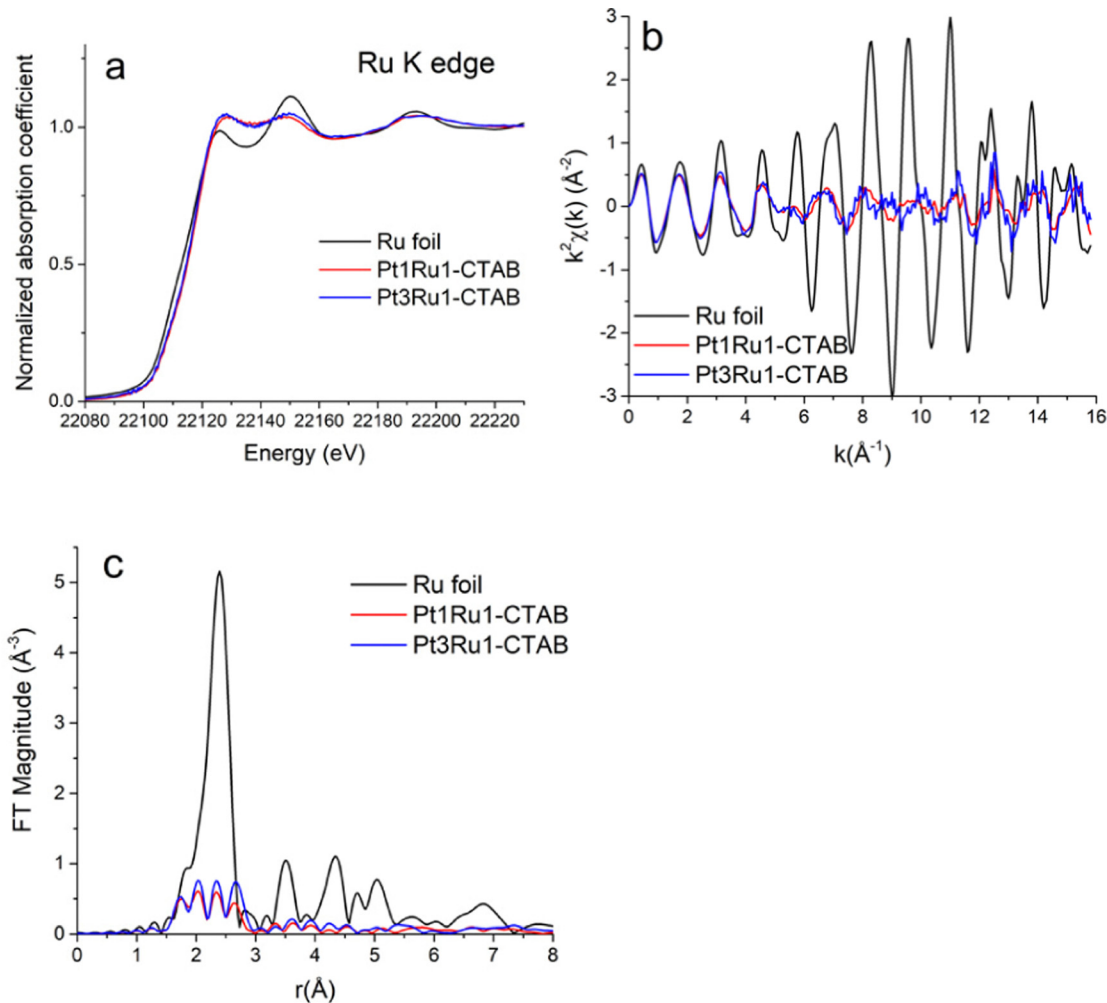 a
Ru K edge
Normalized absorption coefficient
1.0
0.5
0.0
Ru foil
Pt1Ru1-CTAB
Pt3Ru1-CTAB
22080 22100 22120 22140 22160 22180 22200 22220
Energy (eV)
b
k²χ(k) (Å⁻²)
3
2
1
0
-1
-2
-3
Ru foil
Pt1Ru1-CTAB
Pt3Ru1-CTAB
0 2 4 6 8 10 12 14 16
k(Å⁻¹)
c
FT Magnitude (Å⁻³)
5
4
3
2
1
0
Ru foil
Pt1Ru1-CTAB
Pt3Ru1-CTAB
0 1 2 3 4 5 6 7 8
r(Å)